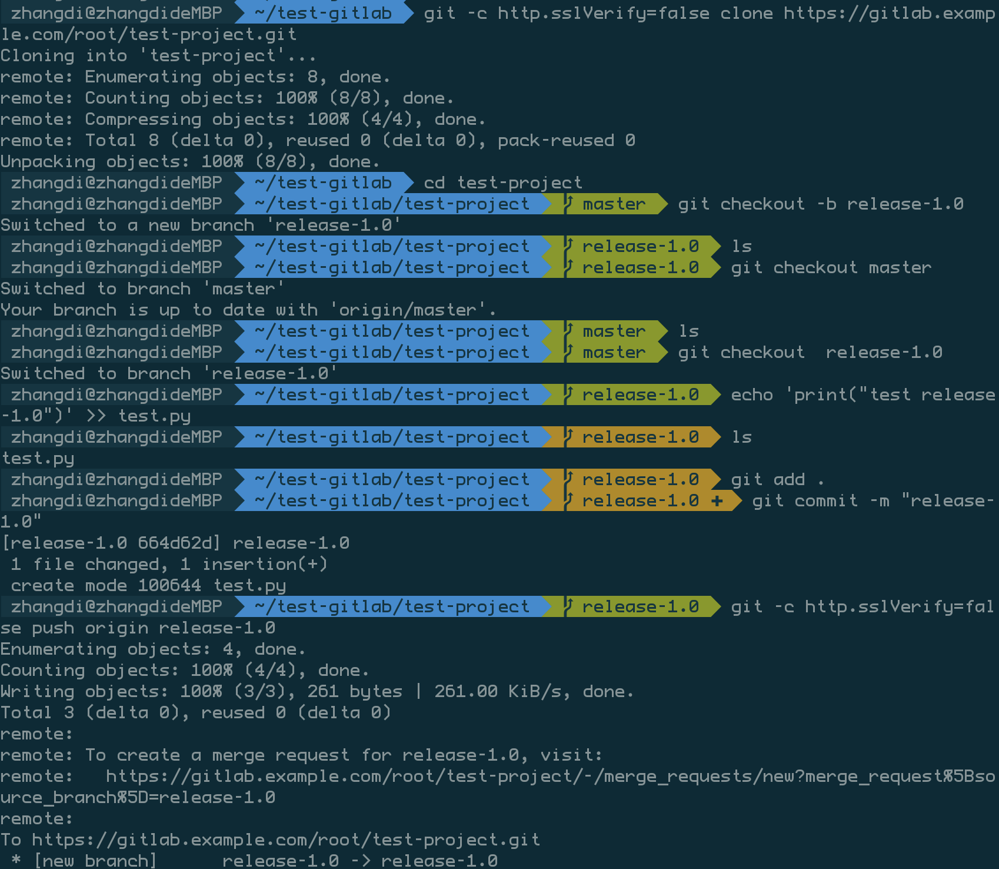 zhangdi@zhangdideMBP ~/test-gitlab git -c http.sslVerify=false clone https://gitlab.examp
le.com/root/test-project.git
Cloning into 'test-project'...
remote: Enumerating objects: 8, done.
remote: Counting objects: 100% (8/8), done.
remote: Compressing objects: 100% (4/4), done.
remote: Total 8 (delta 0), reused 0 (delta 0), pack-reused 0
Unpacking objects: 100% (8/8), done.
zhangdi@zhangdideMBP ~/test-gitlab cd test-project
zhangdi@zhangdideMBP ~/test-gitlab/test-project master git checkout -b release-1.0
Switched to a new branch 'release-1.0'
zhangdi@zhangdideMBP ~/test-gitlab/test-project release-1.0 ls
zhangdi@zhangdideMBP ~/test-gitlab/test-project release-1.0 git checkout master
Switched to branch 'master'
Your branch is up to date with 'origin/master'.
zhangdi@zhangdideMBP ~/test-gitlab/test-project master ls
zhangdi@zhangdideMBP ~/test-gitlab/test-project master git checkout  release-1.0
Switched to branch 'release-1.0'
zhangdi@zhangdideMBP ~/test-gitlab/test-project release-1.0 echo 'print("test release
-1.0")' >> test.py
zhangdi@zhangdideMBP ~/test-gitlab/test-project release-1.0 ls
test.py
zhangdi@zhangdideMBP ~/test-gitlab/test-project release-1.0 git add .
zhangdi@zhangdideMBP ~/test-gitlab/test-project release-1.0 + git commit -m "release-
1.0"
[release-1.0 664d62d] release-1.0
 1 file changed, 1 insertion(+)
 create mode 100644 test.py
zhangdi@zhangdideMBP ~/test-gitlab/test-project release-1.0 git -c http.sslVerify=fal
se push origin release-1.0
Enumerating objects: 4, done.
Counting objects: 100% (4/4), done.
Writing objects: 100% (3/3), 261 bytes | 261.00 KiB/s, done.
Total 3 (delta 0), reused 0 (delta 0)
remote:
remote: To create a merge request for release-1.0, visit:
remote:   https://gitlab.example.com/root/test-project/-/merge_requests/new?merge_request%5Bso
urce_branch%5D=release-1.0
remote:
To https://gitlab.example.com/root/test-project.git
 * [new branch]      release-1.0 -> release-1.0